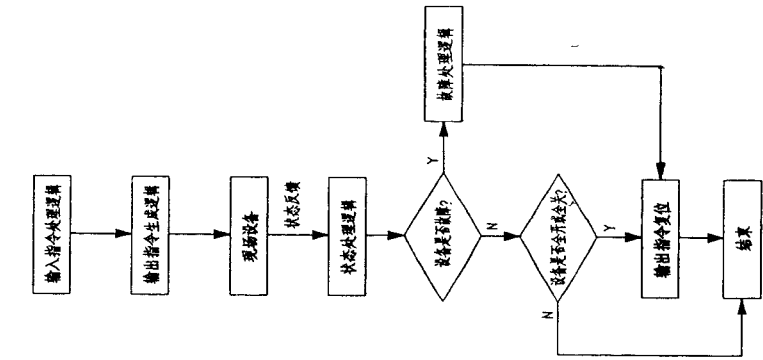 输入指令处理逻辑
输出指令生成逻辑
现场设备
状态反馈
状态处理逻辑
设备是否故障?
Y
故障处理逻辑
N
设备是否全开或全关?
Y
N
输出指令复位
结束